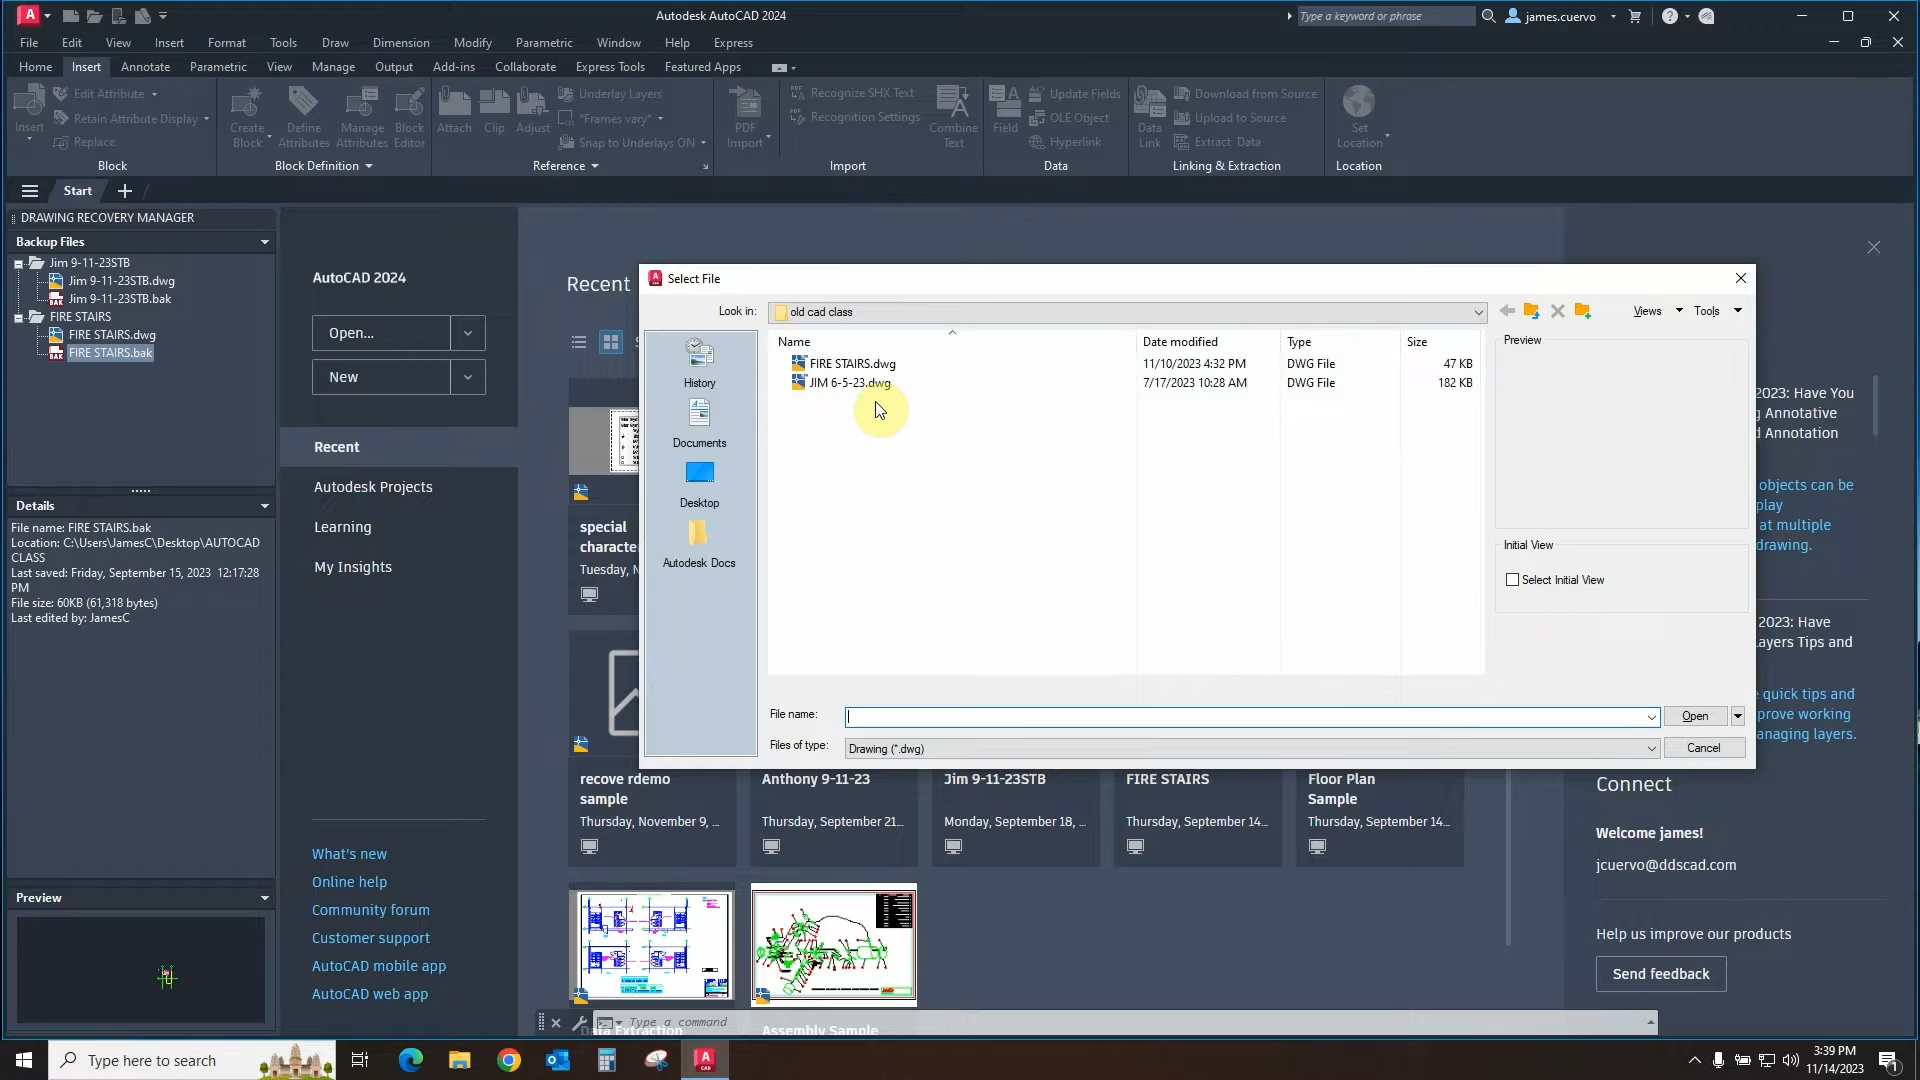 Autodesk AutoCAD 2024
Type a keyword or phrase
james.cuervo
File Edit View Insert Format Tools Draw Dimension Modify Parametric Window Help Express
Home Insert Annotate Parametric View Manage Output Add-ins Collaborate Express Tools Featured Apps
Insert
Edit Attribute
Retain Attribute Display
Replace
Block
Create Block
Define Attributes
Manage Attributes
Block Editor
Block Definition
Attach
Clip
Adjust
Underlay Layers
*Frames vary*
Snap to Underlays ON
Reference
PDF Import
Recognize SHX Text
Recognition Settings
Combine Text
Import
Field
Update Fields
OLE Object
Hyperlink
Data
Data Link
Download from Source
Upload to Source
Extract Data
Linking & Extraction
Set Location
Location
Start
DRAWING RECOVERY MANAGER
Backup Files
Jim 9-11-23STB
Jim 9-11-23STB.dwg
Jim 9-11-23STB.bak
FIRE STAIRS
FIRE STAIRS.dwg
FIRE STAIRS.bak
Details
File name: FIRE STAIRS.bak
Location: C:\Users\JamesC\Desktop\AUTOCAD
CLASS
Last saved: Friday, September 15, 2023 12:17:28
PM
File size: 60KB (61,318 bytes)
Last edited by: JamesC
Preview
AutoCAD 2024
Open...
New
Recent
Autodesk Projects
Learning
My Insights
What's new
Online help
Community forum
Customer support
AutoCAD mobile app
AutoCAD web app
Recent
special
characte
Tuesday, N
Select File
Look in:
old cad class
Views
Tools
History
Documents
Desktop
Autodesk Docs
Name Date modified Type Size
FIRE STAIRS.dwg 11/10/2023 4:32 PM DWG File 47 KB
JIM 6-5-23.dwg 7/17/2023 10:28 AM DWG File 182 KB
Preview
Initial View
Select Initial View
File name:
Open
Files of type:
Drawing (*.dwg)
Cancel
recove rdemo
sample
Thursday, November 9, ...
Anthony 9-11-23
Thursday, September 21...
Jim 9-11-23STB
Monday, September 18, ...
FIRE STAIRS
Thursday, September 14...
Floor Plan
Sample
Thursday, September 14...
Data Extraction
Assembly Sample
Type a command
2023: Have You
g Annotative
d Annotation
objects can be
play
at multiple
drawing.
2023: Have
ayers Tips and
e quick tips and
prove working
anaging layers.
Connect
Welcome james!
jcuervo@ddscad.com
Help us improve our products
Send feedback
Type here to search
3:39 PM
11/14/2023
1